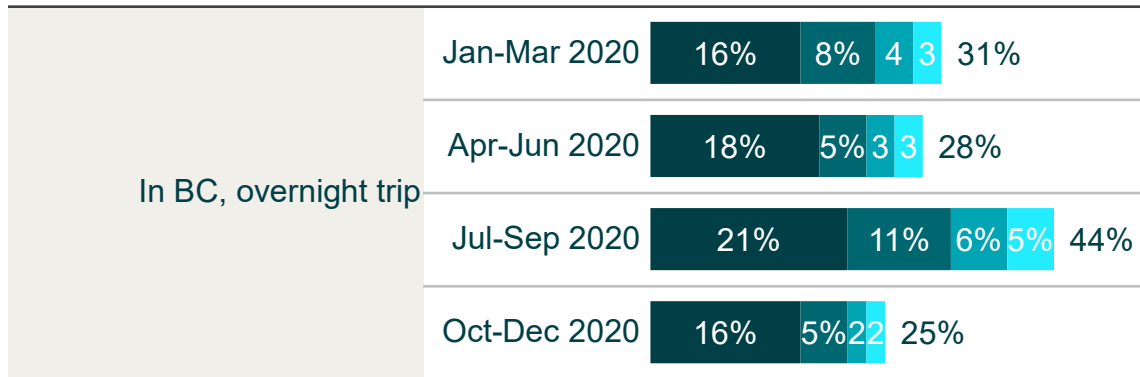 Jan-Mar 2020 16% 8% 4 3 31%
Apr-Jun 2020 18% 5% 3 3 28%
In BC, overnight trip
Jul-Sep 2020 21% 11% 6% 5% 44%
Oct-Dec 2020 16% 5% 2 2 25%